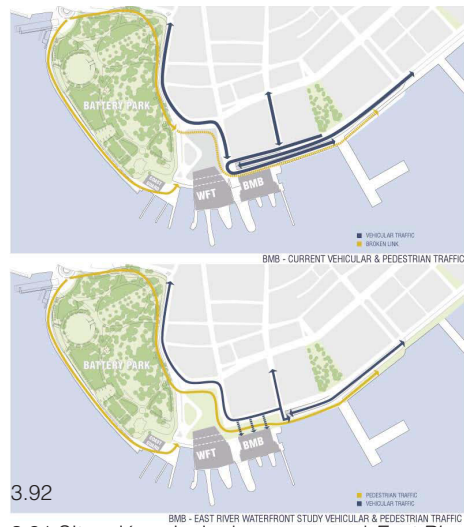 BATTERY PARK
WFT
BMB
VEHICULAR TRAFFIC
BROKEN LINK
BMB - CURRENT VEHICULAR & PEDESTRIAN TRAFFIC
BATTERY PARK
WFT
BMB
3.92
PEDESTRIAN TRAFFIC
VEHICULAR TRAFFIC
BMB - EAST RIVER WATERFRONT STUDY VEHICULAR & PEDESTRIAN TRAFFIC